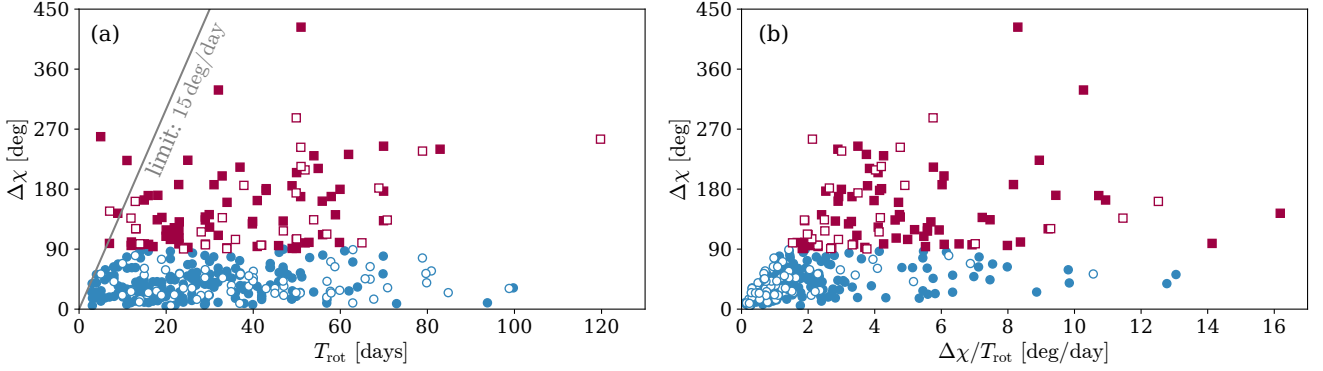 450
360
270
180
90
0
Δχ [deg]
(a)
limit: 15 deg/day
0 20 40 60 80 100 120
T_rot [days]
450
360
270
180
90
0
Δχ [deg]
(b)
0 2 4 6 8 10 12 14 16
Δχ/T_rot [deg/day]